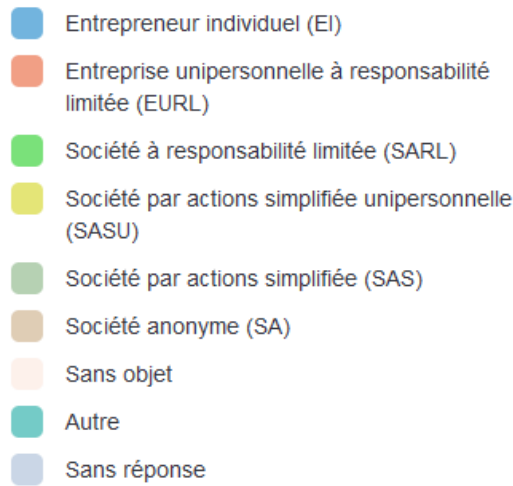 Entrepreneur individuel (EI)
Entreprise unipersonnelle à responsabilité
limitée (EURL)
Société à responsabilité limitée (SARL)
Société par actions simplifiée unipersonnelle
(SASU)
Société par actions simplifiée (SAS)
Société anonyme (SA)
Sans objet
Autre
Sans réponse